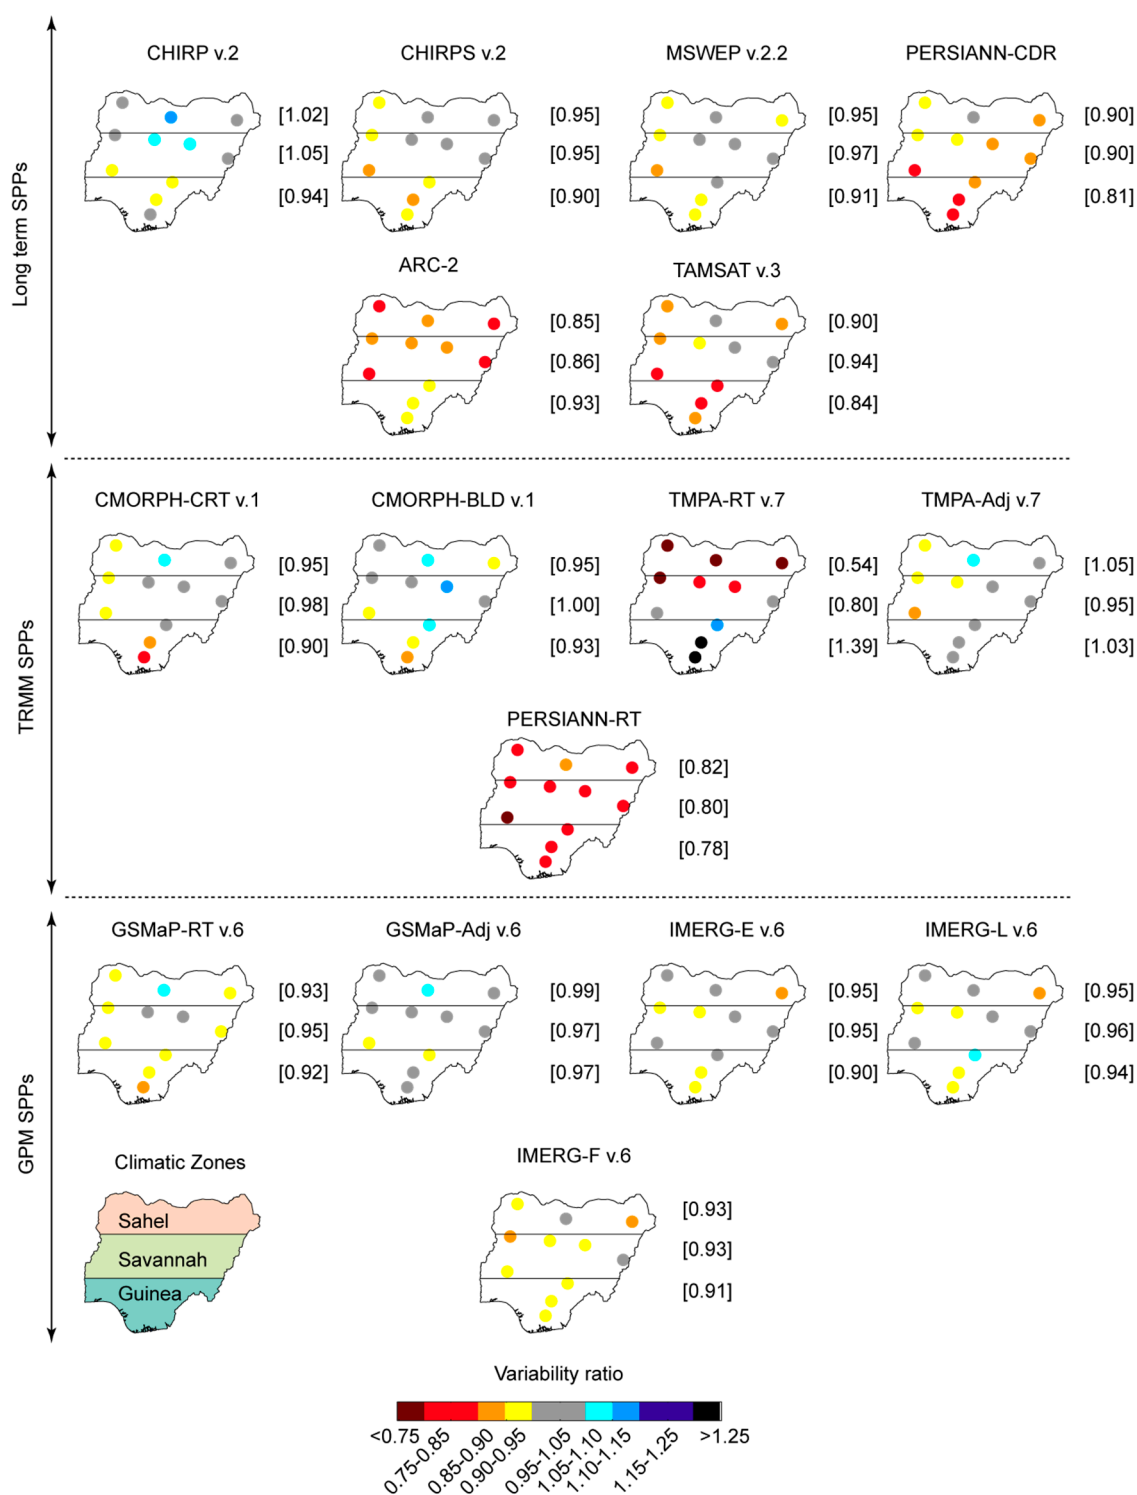 Long term SPPs
CHIRP v.2
CHIRPS v.2
MSWEP v.2.2
PERSIANN-CDR
[1.02]
[1.05]
[0.94]
[0.95]
[0.95]
[0.90]
[0.95]
[0.97]
[0.91]
[0.90]
[0.90]
[0.81]
ARC-2
TAMSAT v.3
[0.85]
[0.86]
[0.93]
[0.90]
[0.94]
[0.84]
TRMM SPPs
CMORPH-CRT v.1
CMORPH-BLD v.1
TMPA-RT v.7
TMPA-Adj v.7
[0.95]
[0.98]
[0.90]
[0.95]
[1.00]
[0.93]
[0.54]
[0.80]
[1.39]
[1.05]
[0.95]
[1.03]
PERSIANN-RT
[0.82]
[0.80]
[0.78]
GPM SPPs
GSMaP-RT v.6
GSMaP-Adj v.6
IMERG-E v.6
IMERG-L v.6
[0.93]
[0.95]
[0.92]
[0.99]
[0.97]
[0.97]
[0.95]
[0.95]
[0.90]
[0.95]
[0.96]
[0.94]
Climatic Zones
Sahel
Savannah
Guinea
IMERG-F v.6
[0.93]
[0.93]
[0.91]
Variability ratio
<0.75
0.75-0.85
0.85-0.90
0.90-0.95
0.95-1.05
1.05-1.10
1.10-1.15
1.15-1.25
>1.25